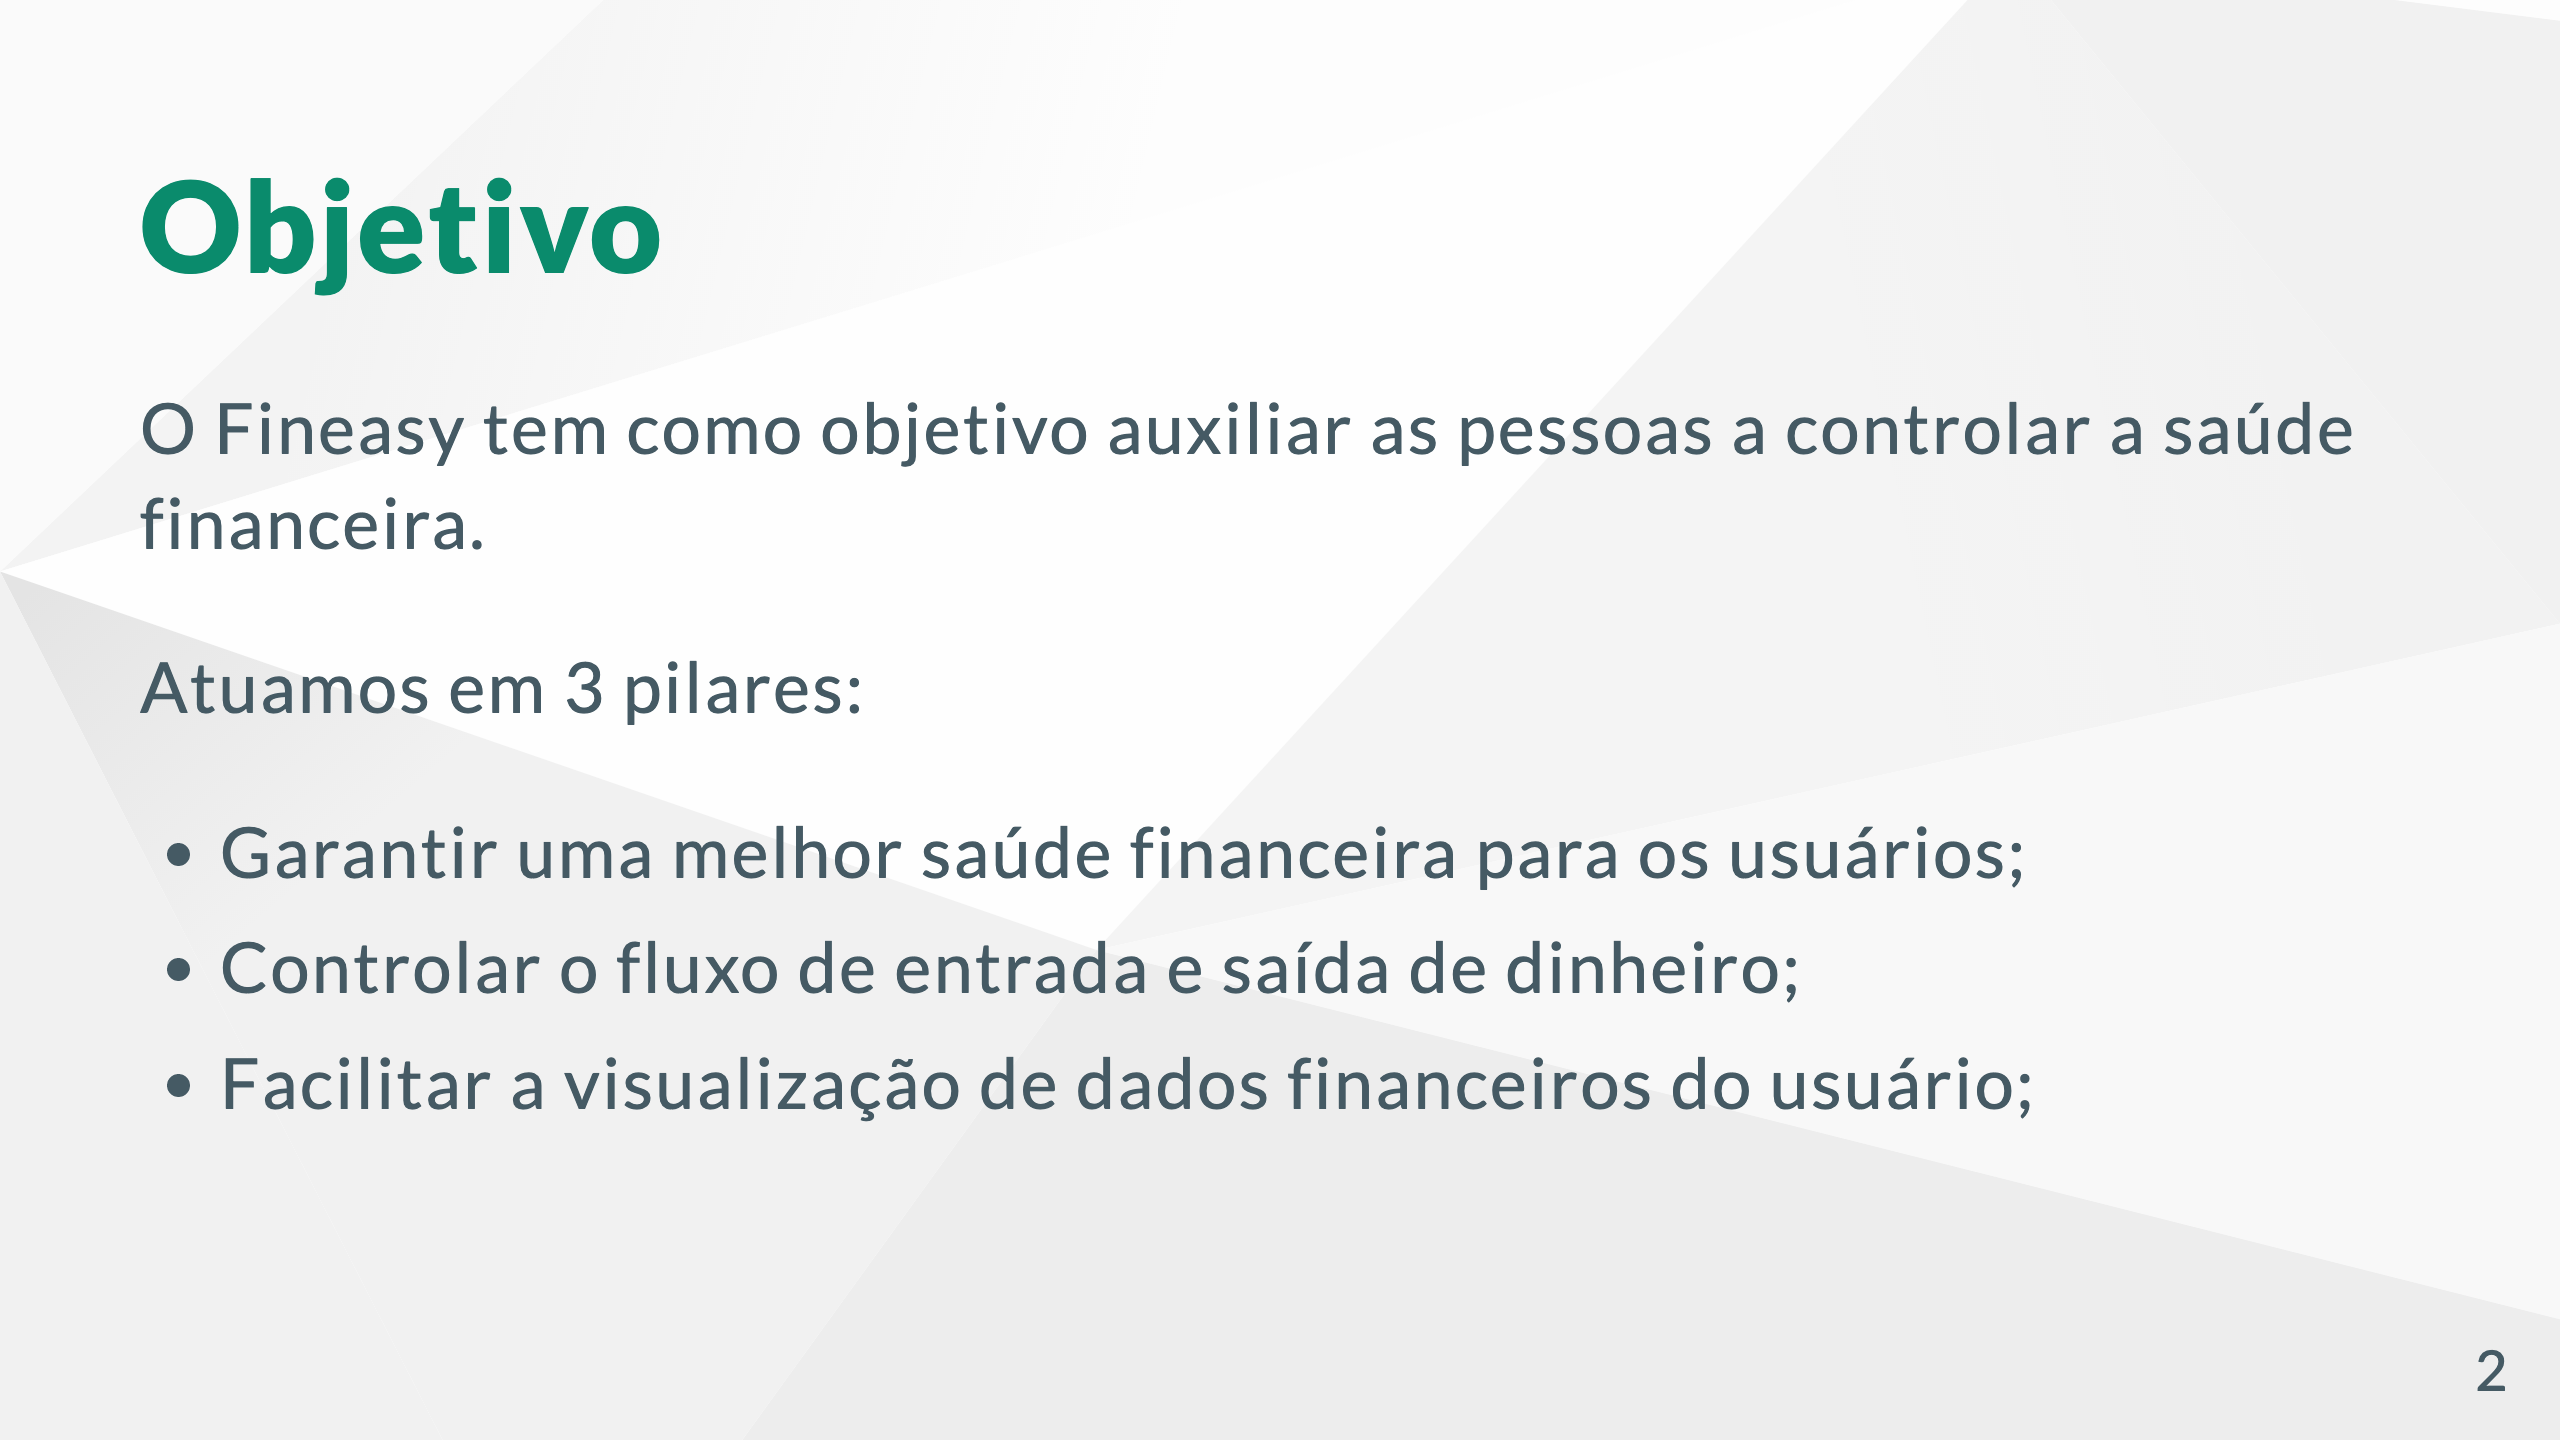 Objetivo
O Fineasy tem como objetivo auxiliar as pessoas a controlar a saúde
financeira.
Atuamos em 3 pilares:
• Garantir uma melhor saúde financeira para os usuários;
• Controlar o fluxo de entrada e saída de dinheiro;
• Facilitar a visualização de dados financeiros do usuário;
2